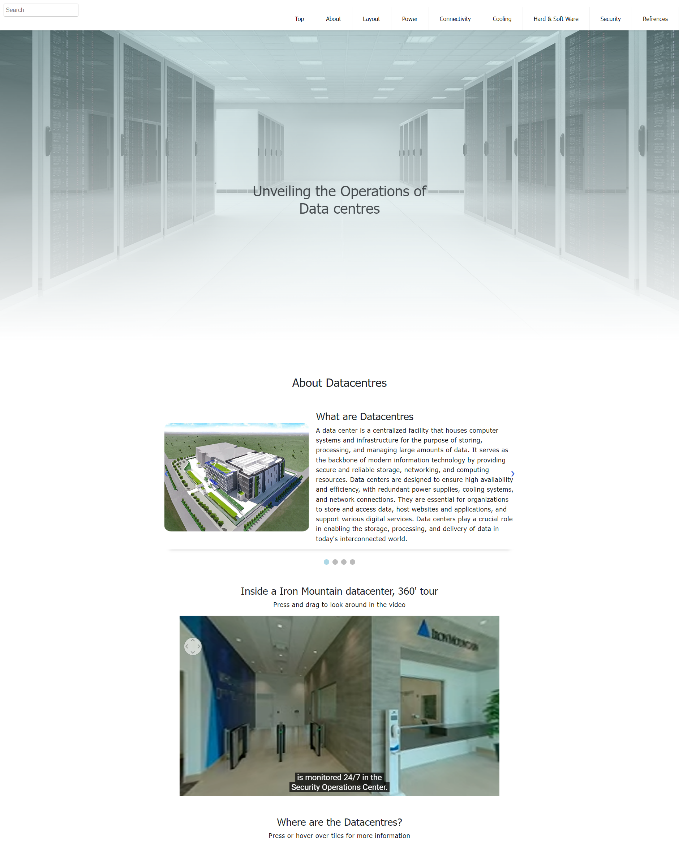 Search
Top About Layout Power Connectivity Cooling Hard & Soft Ware Security Refrences
Unveiling the Operations of
Data centres
About Datacentres
What are Datacentres
A data center is a centralized facility that houses computer
systems and infrastructure for the purpose of storing,
processing, and managing large amounts of data. It serves as
the backbone of modern information technology by providing
secure and reliable storage, networking, and computing
resources. Data centers are designed to ensure high availability
and efficiency, with redundant power supplies, cooling systems,
and network connections. They are essential for organizations
to store and access data, host websites and applications, and
support various digital services. Data centers play a crucial role
in enabling the storage, processing, and delivery of data in
today's interconnected world.
Inside a Iron Mountain datacenter, 360' tour
Press and drag to look around in the video
IRON MOUNTAIN
is monitored 24/7 in the
Security Operations Center.
Where are the Datacentres?
Press or hover over tiles for more information